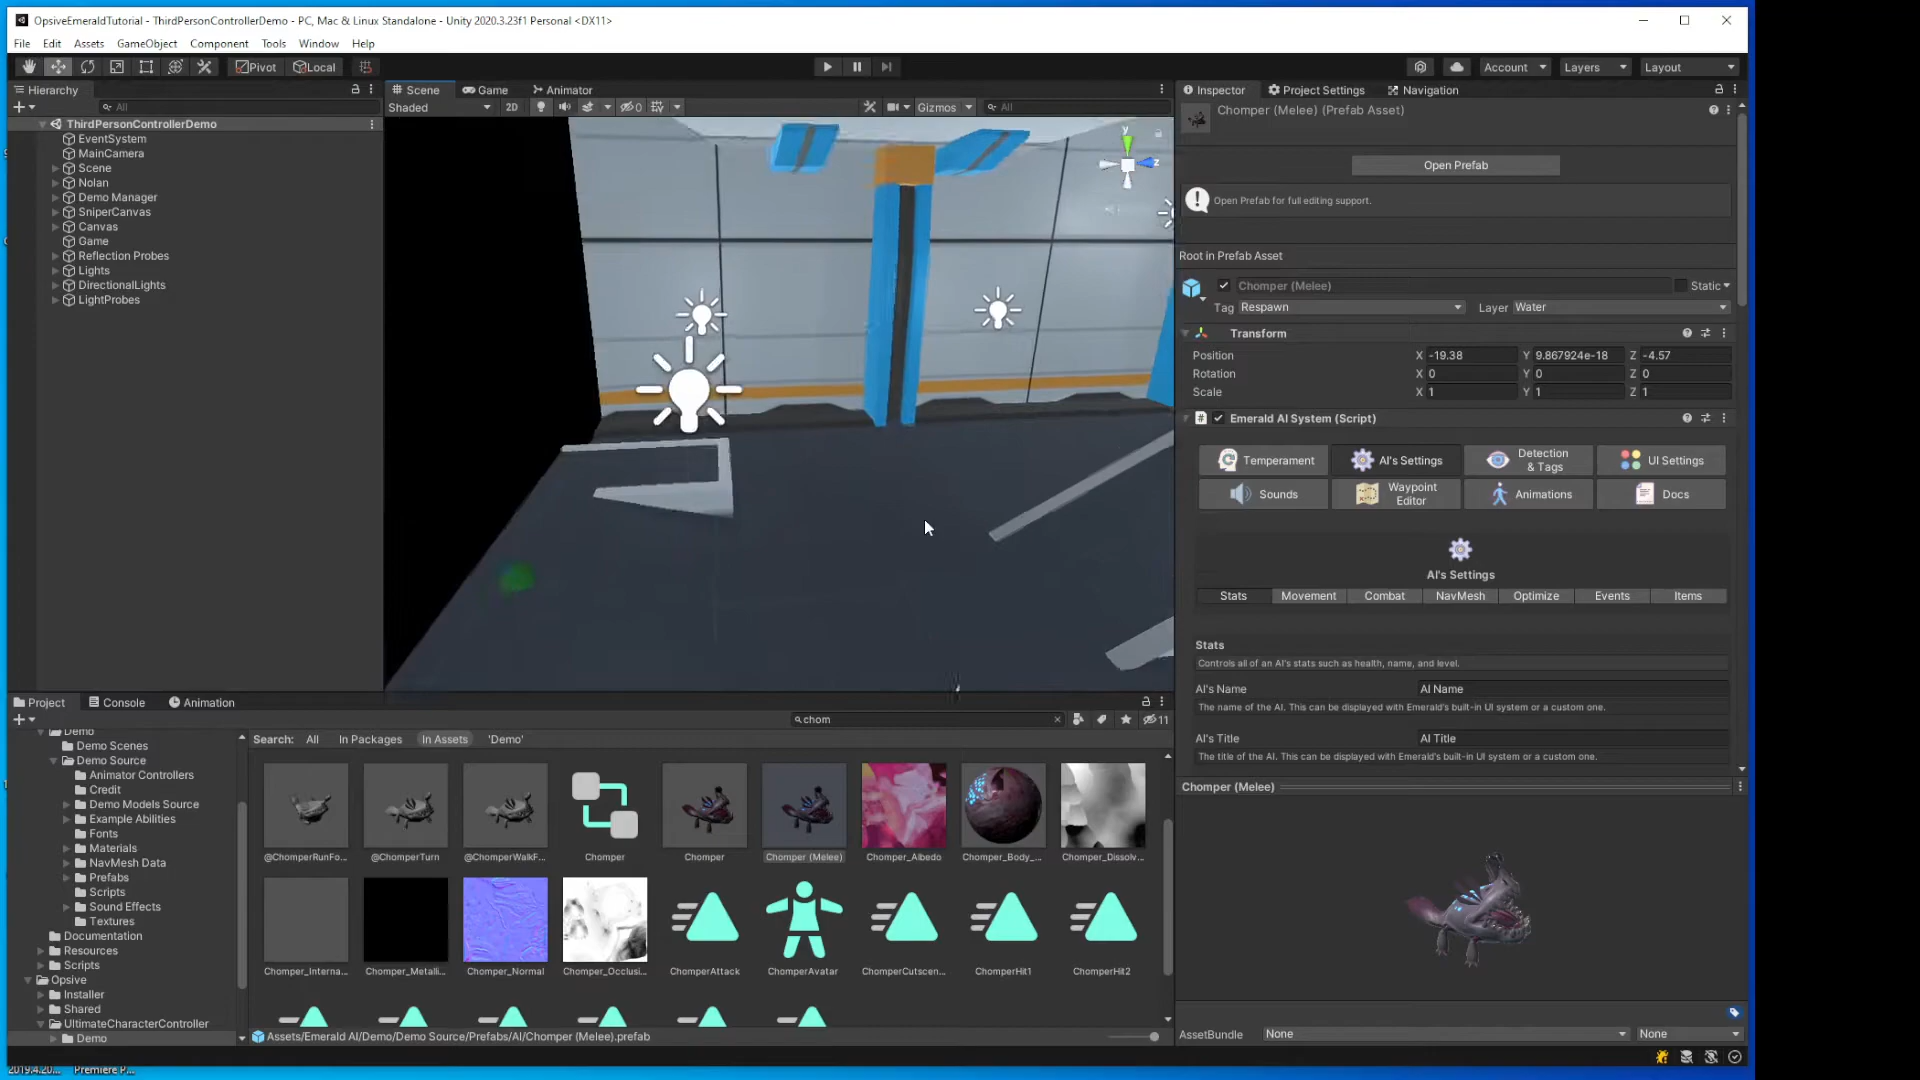 OpsiveEmeraldTutorial - ThirdPersonControllerDemo - PC, Mac & Linux Standalone - Unity 2020.3.23f1 Personal <DX11>
File Edit Assets GameObject Component Tools Window Help
Pivot Local Account Layers Layout
Hierarchy
All
ThirdPersonControllerDemo
EventSystem
MainCamera
Scene
Nolan
Demo Manager
SniperCanvas
Canvas
Game
Reflection Probes
Lights
DirectionalLights
LightProbes
Scene Game Animator
Shaded 2D 0 Gizmos All
y
z
Inspector Project Settings Navigation
Chomper (Melee) (Prefab Asset)
Open Prefab
Open Prefab for full editing support.
Root in Prefab Asset
Chomper (Melee) Static
Tag Respawn Layer Water
Transform
Position X -19.38 Y 9.867924e-18 Z -4.57
Rotation X 0 Y 0 Z 0
Scale X 1 Y 1 Z 1
# Emerald AI System (Script)
Temperament AI's Settings Detection & Tags UI Settings
Sounds Waypoint Editor Animations Docs
AI's Settings
Stats Movement Combat NavMesh Optimize Events Items
Stats
Controls all of an AI's stats such as health, name, and level.
AI's Name AI Name
The name of the AI. This can be displayed with Emerald's built-in UI system or a custom one.
AI's Title AI Title
The title of the AI. This can be displayed with Emerald's built-in UI system or a custom one.
Chomper (Melee)
AssetBundle None None
Project Console Animation
chom 11
Search: All In Packages In Assets 'Demo'
Demo
Demo Scenes
Demo Source
Animator Controllers
Credit
Demo Models Source
Example Abilities
Fonts
Materials
NavMesh Data
Prefabs
Scripts
Sound Effects
Textures
Documentation
Resources
Scripts
Opsive
Installer
Shared
UltimateCharacterController
Demo
@ChomperRunFo... @ChomperTurn @ChomperWalkF... Chomper Chomper Chomper (Melee) Chomper_Albedo Chomper_Body_... Chomper_Dissolv...
Chomper_Interna... Chomper_Metalli... Chomper_Normal Chomper_Occlusi... ChomperAttack ChomperAvatar ChomperCutscen... ChomperHit1 ChomperHit2
Assets/Emerald AI/Demo/Demo Source/Prefabs/AI/Chomper (Melee).prefab
2019.4.20... Premiere P...